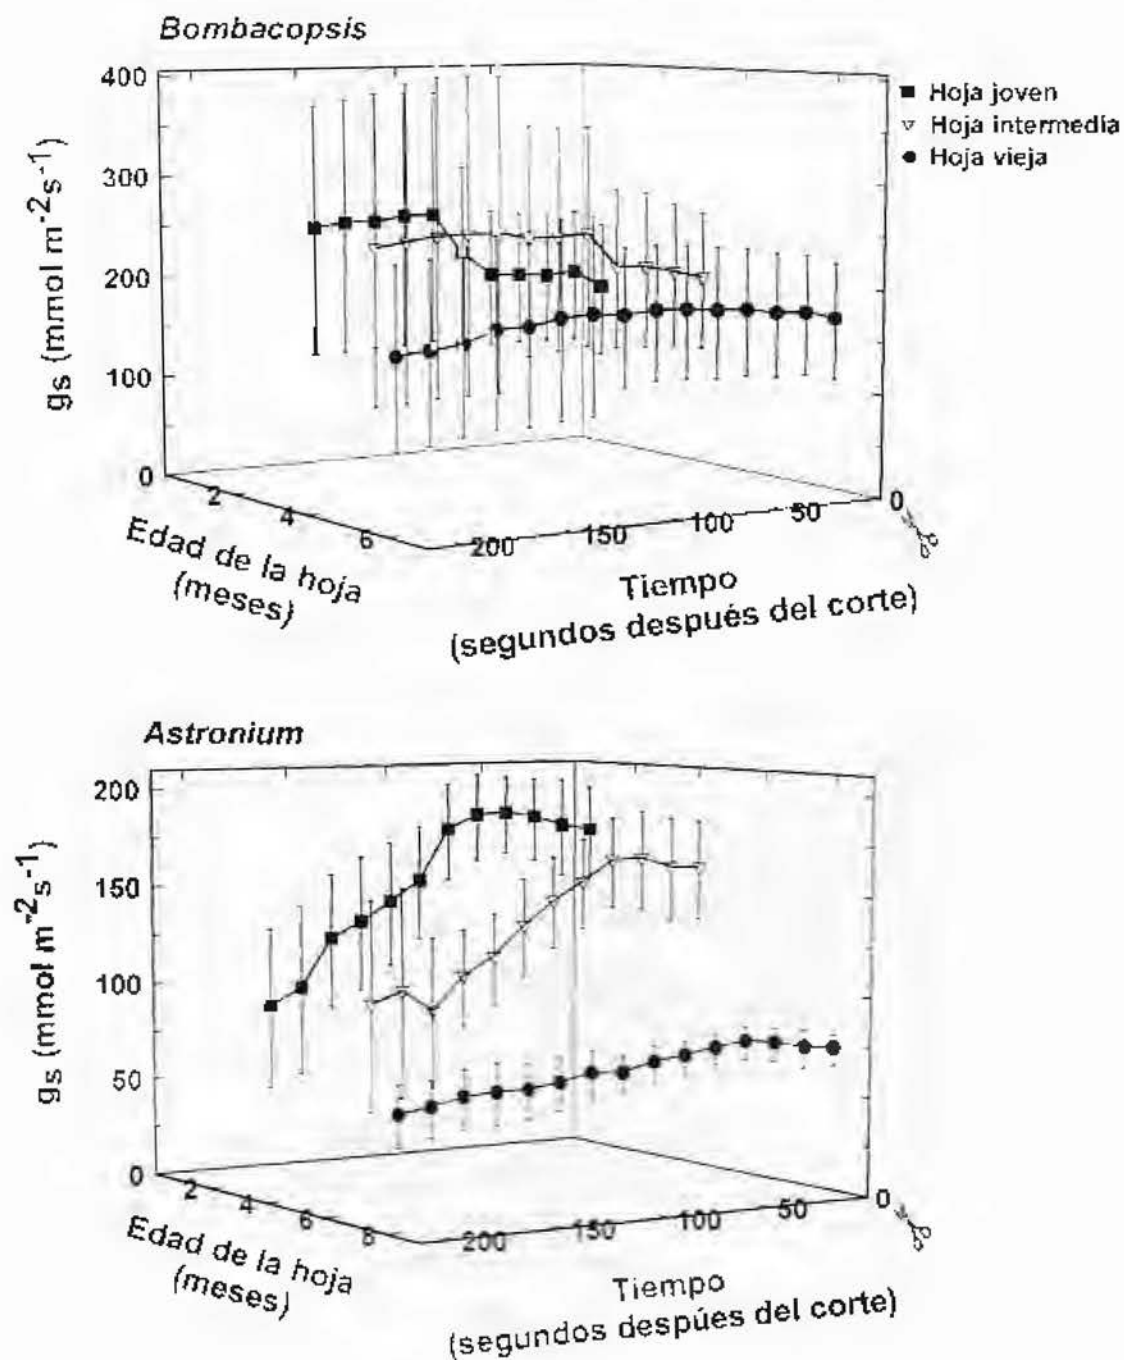 Bombacopsis
400
300
200
100
0
gs (mmol m-2s-1)
■ Hoja joven
▽ Hoja intermedia
● Hoja vieja
2
4
6
Edad de la hoja
(meses)
200
150
100
50
0
Tiempo
(segundos después del corte)
Astronium
200
150
100
50
0
gs (mmol m-2s-1)
2
4
6
8
Edad de la hoja
(meses)
200
150
100
50
0
Tiempo
(segundos despúes del corte)